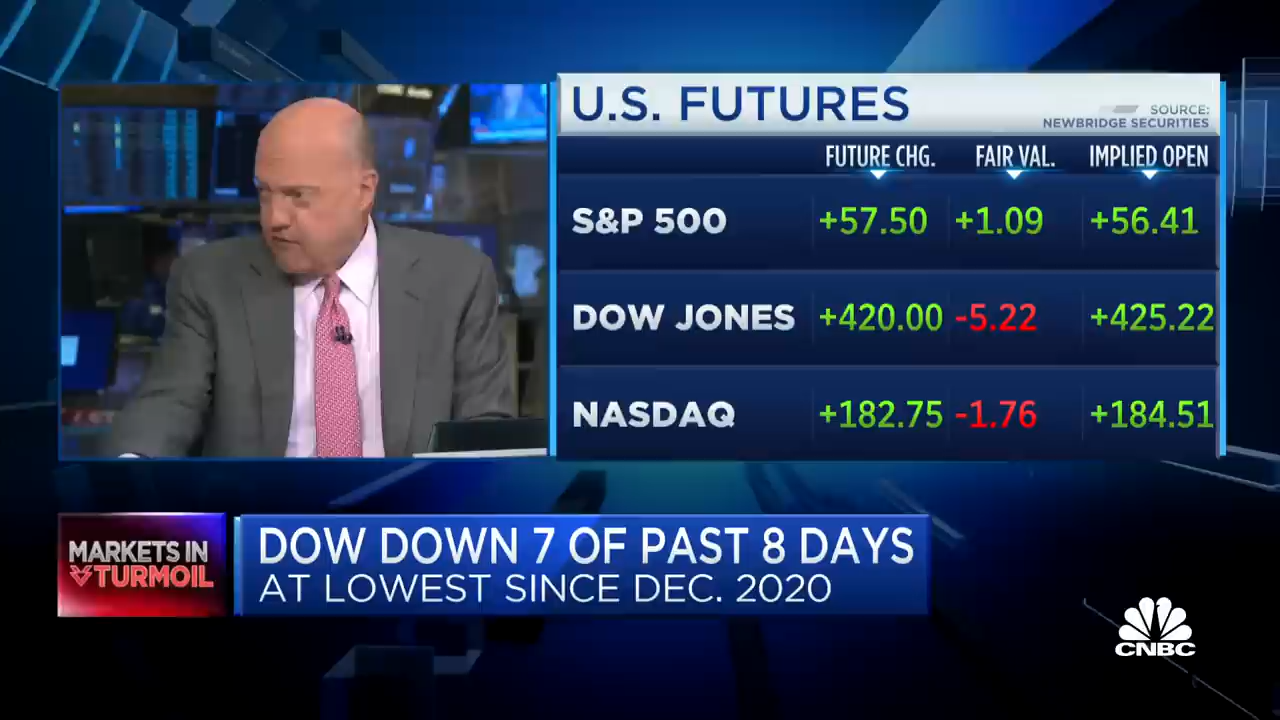 U.S. FUTURES
SOURCE:
NEWBRIDGE SECURITIES
FUTURE CHG. FAIR VAL. IMPLIED OPEN
S&P 500 +57.50 +1.09 +56.41
DOW JONES +420.00 -5.22 +425.22
NASDAQ +182.75 -1.76 +184.51
MARKETS IN
TURMOIL
DOW DOWN 7 OF PAST 8 DAYS
AT LOWEST SINCE DEC. 2020
CNBC